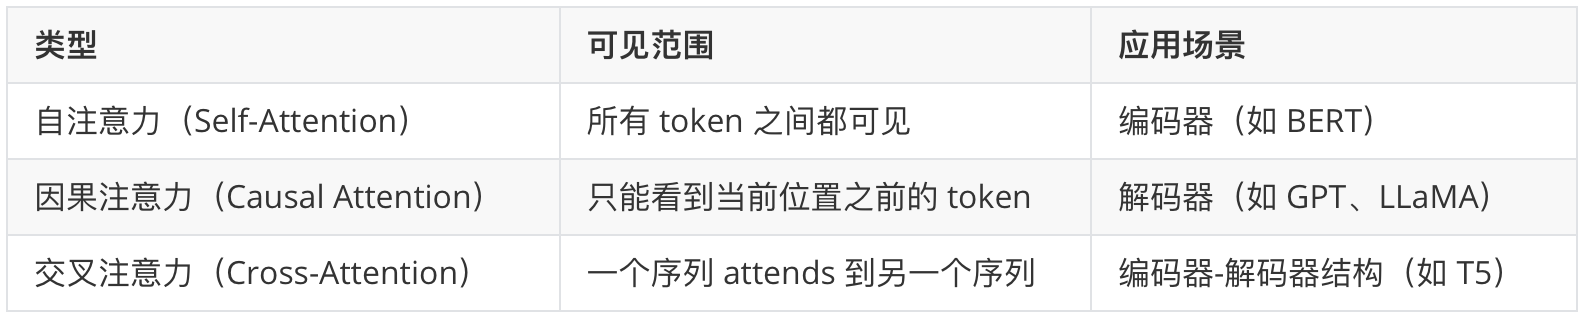 类型 可见范围 应用场景
自注意力（Self-Attention） 所有 token 之间都可见 编码器（如 BERT）
因果注意力（Causal Attention） 只能看到当前位置之前的 token 解码器（如 GPT、LLaMA）
交叉注意力（Cross-Attention） 一个序列 attends 到另一个序列 编码器-解码器结构（如 T5）